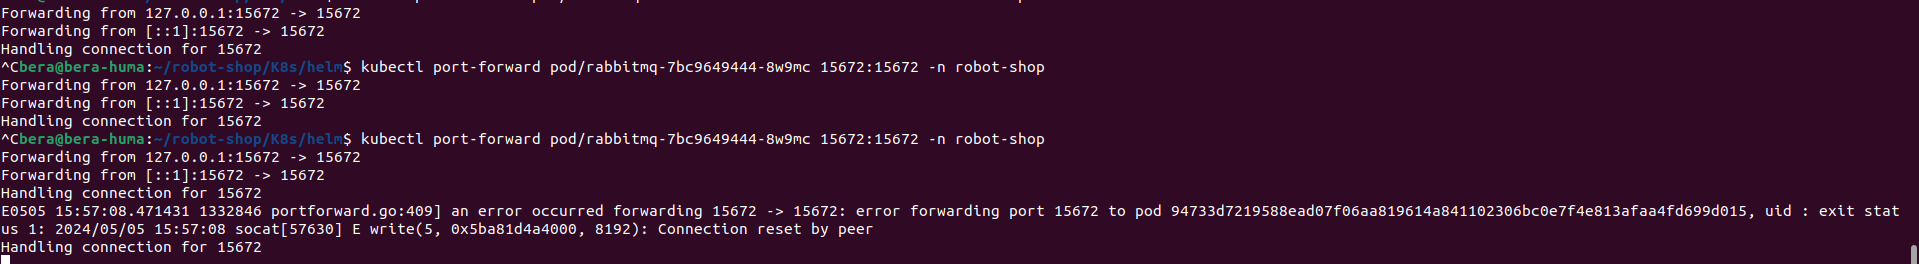 Forwarding from 127.0.0.1:15672 -> 15672
Forwarding from [::1]:15672 -> 15672
Handling connection for 15672
^Cbera@bera-huma:~/robot-shop/K8s/helm$ kubectl port-forward pod/rabbitmq-7bc9649444-8w9mc 15672:15672 -n robot-shop
Forwarding from 127.0.0.1:15672 -> 15672
Forwarding from [::1]:15672 -> 15672
Handling connection for 15672
^Cbera@bera-huma:~/robot-shop/K8s/helm$ kubectl port-forward pod/rabbitmq-7bc9649444-8w9mc 15672:15672 -n robot-shop
Forwarding from 127.0.0.1:15672 -> 15672
Forwarding from [::1]:15672 -> 15672
Handling connection for 15672
E0505 15:57:08.471431 1332846 portforward.go:409] an error occurred forwarding 15672 -> 15672: error forwarding port 15672 to pod 94733d7219588ead07f06aa819614a841102306bc0e7f4e813afaa4fd699d015, uid : exit stat
us 1: 2024/05/05 15:57:08 socat[57630] E write(5, 0x5ba81d4a4000, 8192): Connection reset by peer
Handling connection for 15672